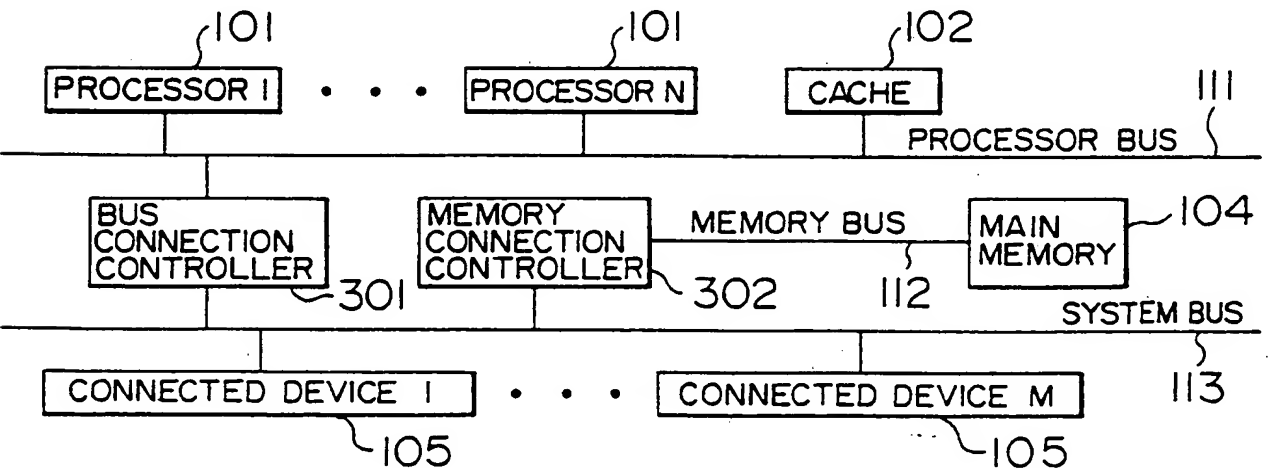 101
101
102
PROCESSOR 1
PROCESSOR N
CACHE
111
PROCESSOR BUS
BUS
CONNECTION
CONTROLLER
301
MEMORY
CONNECTION
CONTROLLER
302
MEMORY BUS
112
MAIN
MEMORY
104
SYSTEM BUS
113
CONNECTED DEVICE 1
CONNECTED DEVICE M
105
105